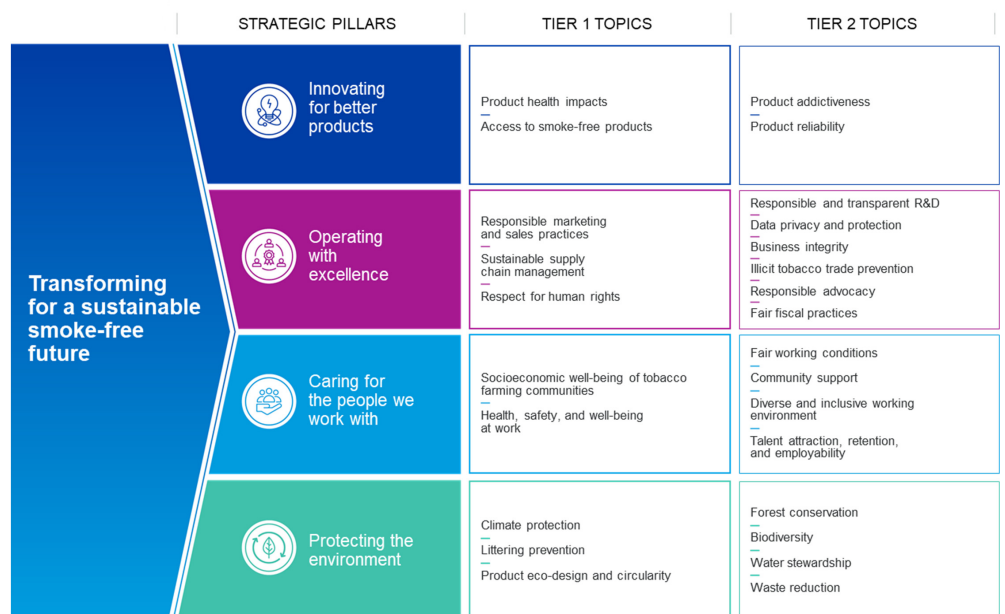 STRATEGIC PILLARS
TIER 1 TOPICS
TIER 2 TOPICS
Transforming
for a sustainable
smoke-free
future
Innovating
for better
products
Product health impacts
Access to smoke-free products
Product addictiveness
Product reliability
Operating
with
excellence
Responsible marketing
and sales practices
Sustainable supply
chain management
Respect for human rights
Responsible and transparent R&D
Data privacy and protection
Business integrity
Illicit tobacco trade prevention
Responsible advocacy
Fair fiscal practices
Caring for
the people we
work with
Socioeconomic well-being of tobacco
farming communities
Health, safety, and well-being
at work
Fair working conditions
Community support
Diverse and inclusive working
environment
Talent attraction, retention,
and employability
Protecting the
environment
Climate protection
Littering prevention
Product eco-design and circularity
Forest conservation
Biodiversity
Water stewardship
Waste reduction